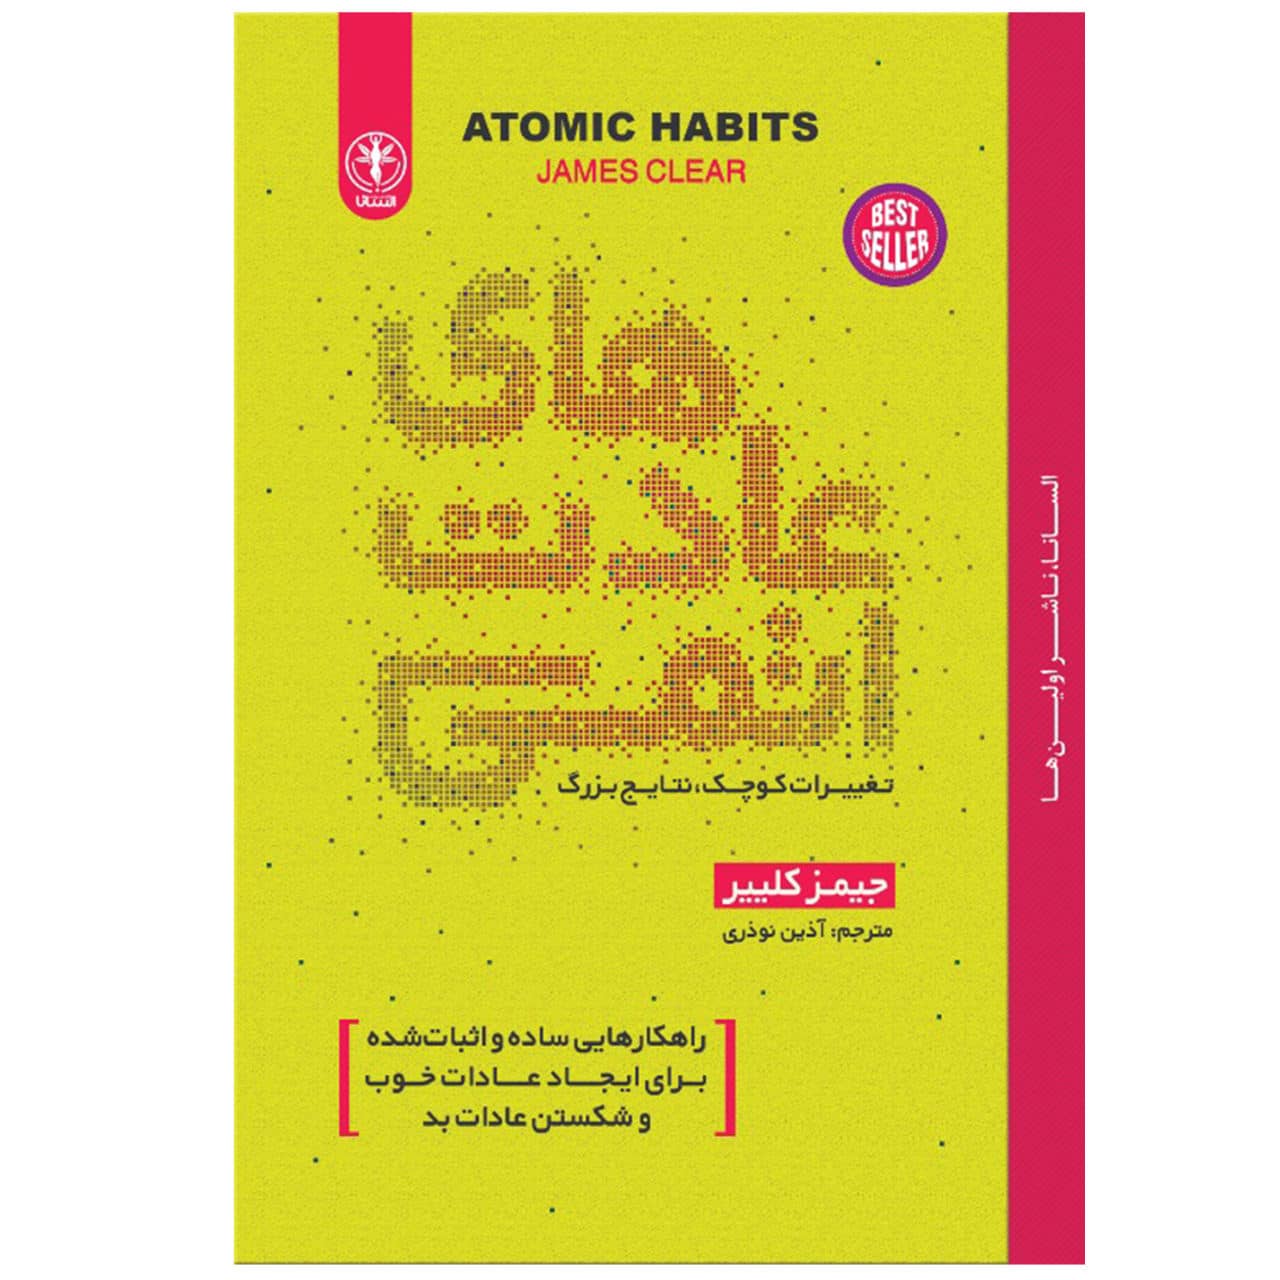 ATOMIC HABITS
JAMES CLEAR
BEST
SELLER
السانا
های
عادت
اتمی
تغییرات کوچک، نتایج بزرگ
جیمز کلییر
مترجم: آذین نوذری
راهکارهایی ساده و اثبات‌شده
برای ایجاد عادات خوب
و شکستن عادات بد
السانا، ناشر اولین‌ها